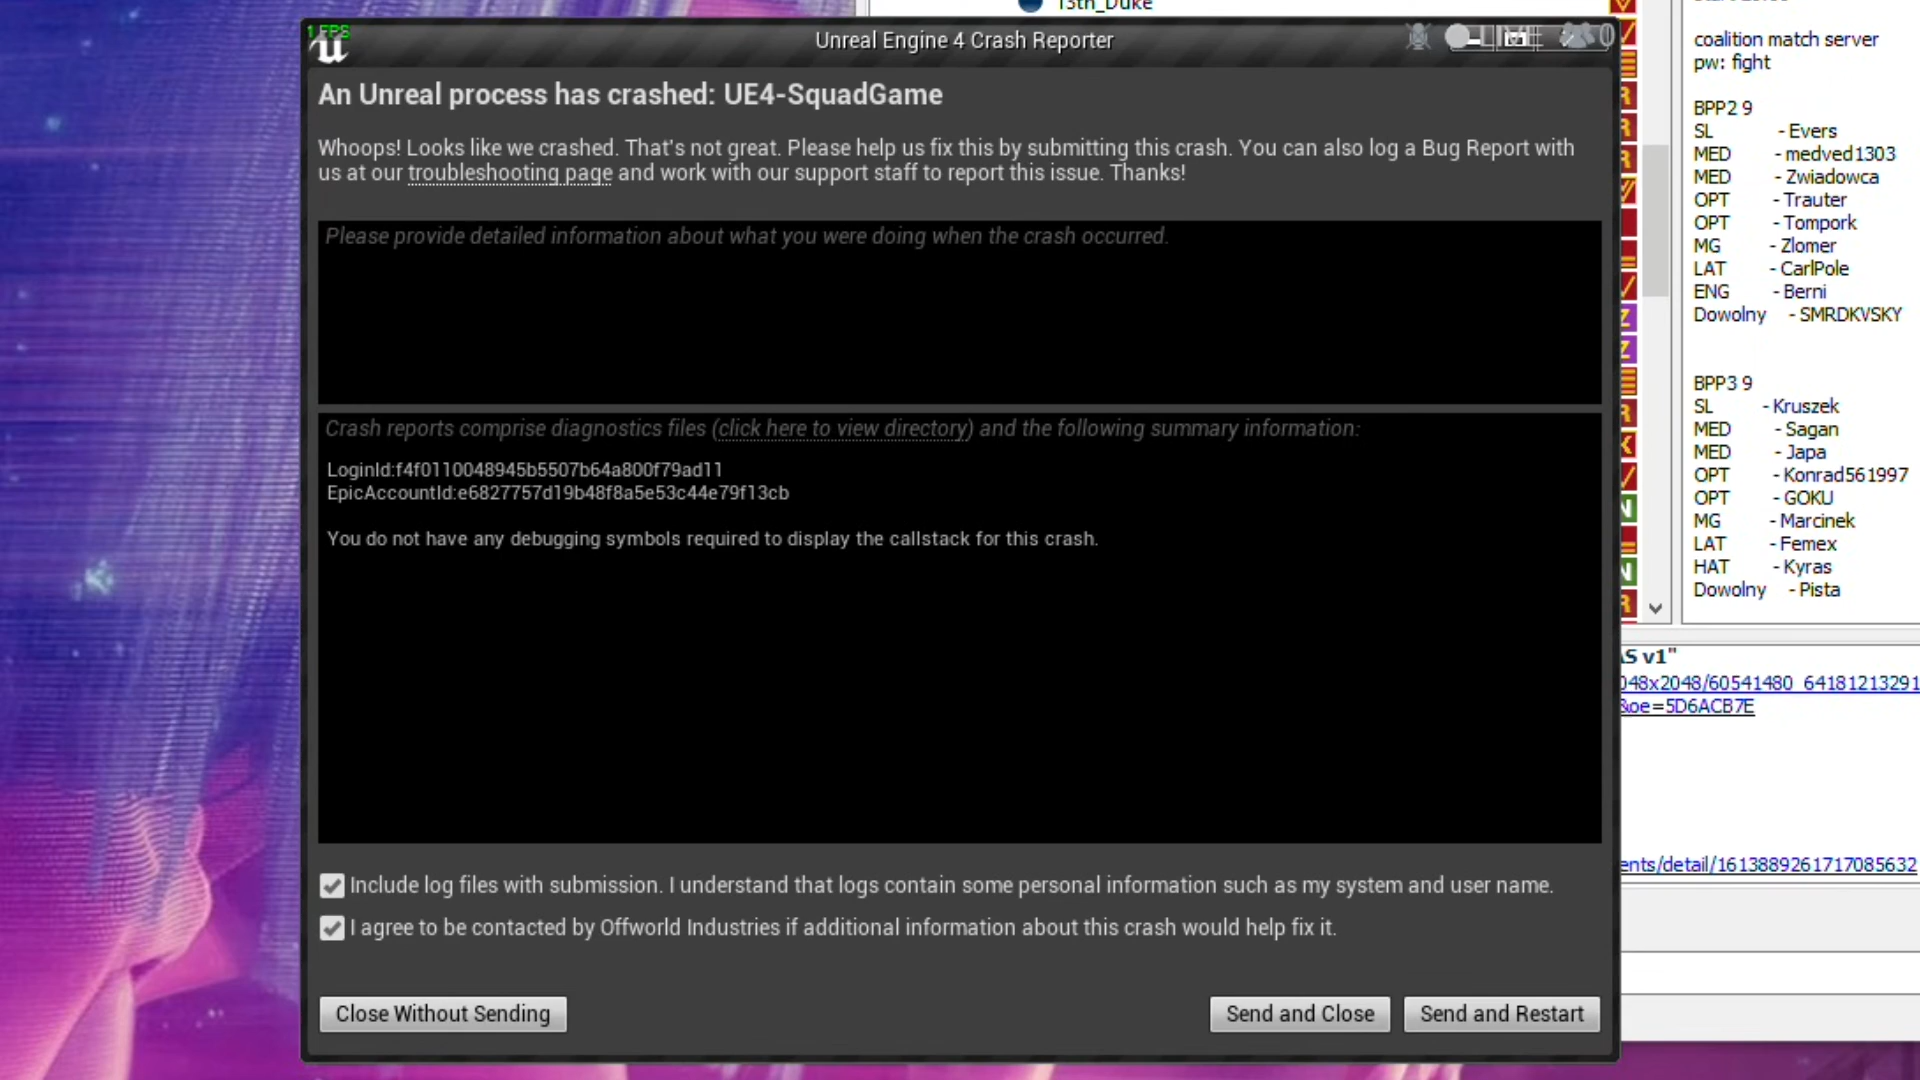 13th_Duke
1 FPS
Unreal Engine 4 Crash Reporter
0
An Unreal process has crashed: UE4-SquadGame
Whoops! Looks like we crashed. That's not great. Please help us fix this by submitting this crash. You can also log a Bug Report with
us at our troubleshooting page and work with our support staff to report this issue. Thanks!
Please provide detailed information about what you were doing when the crash occurred.
Crash reports comprise diagnostics files (click here to view directory) and the following summary information:
LoginId:f4f0110048945b5507b64a800f79ad11
EpicAccountId:e6827757d19b48f8a5e53c44e79f13cb
You do not have any debugging symbols required to display the callstack for this crash.
Include log files with submission. I understand that logs contain some personal information such as my system and user name.
I agree to be contacted by Offworld Industries if additional information about this crash would help fix it.
Close Without Sending
Send and Close
Send and Restart
coalition match server
pw: fight
BPP2 9
SL - Evers
MED - medved1303
MED - Zwiadowca
OPT - Trauter
OPT - Tompork
MG - Zlomer
LAT - CarlPole
ENG - Berni
Dowolny - SMRDKVSKY
BPP3 9
SL - Kruszek
MED - Sagan
MED - Japa
OPT - Konrad561997
OPT - GOKU
MG - Marcinek
LAT - Femex
HAT - Kyras
Dowolny - Pista
AS v1"
048x2048/60541480_64181213291
&oe=5D6ACB7E
ents/detail/1613889261717085632